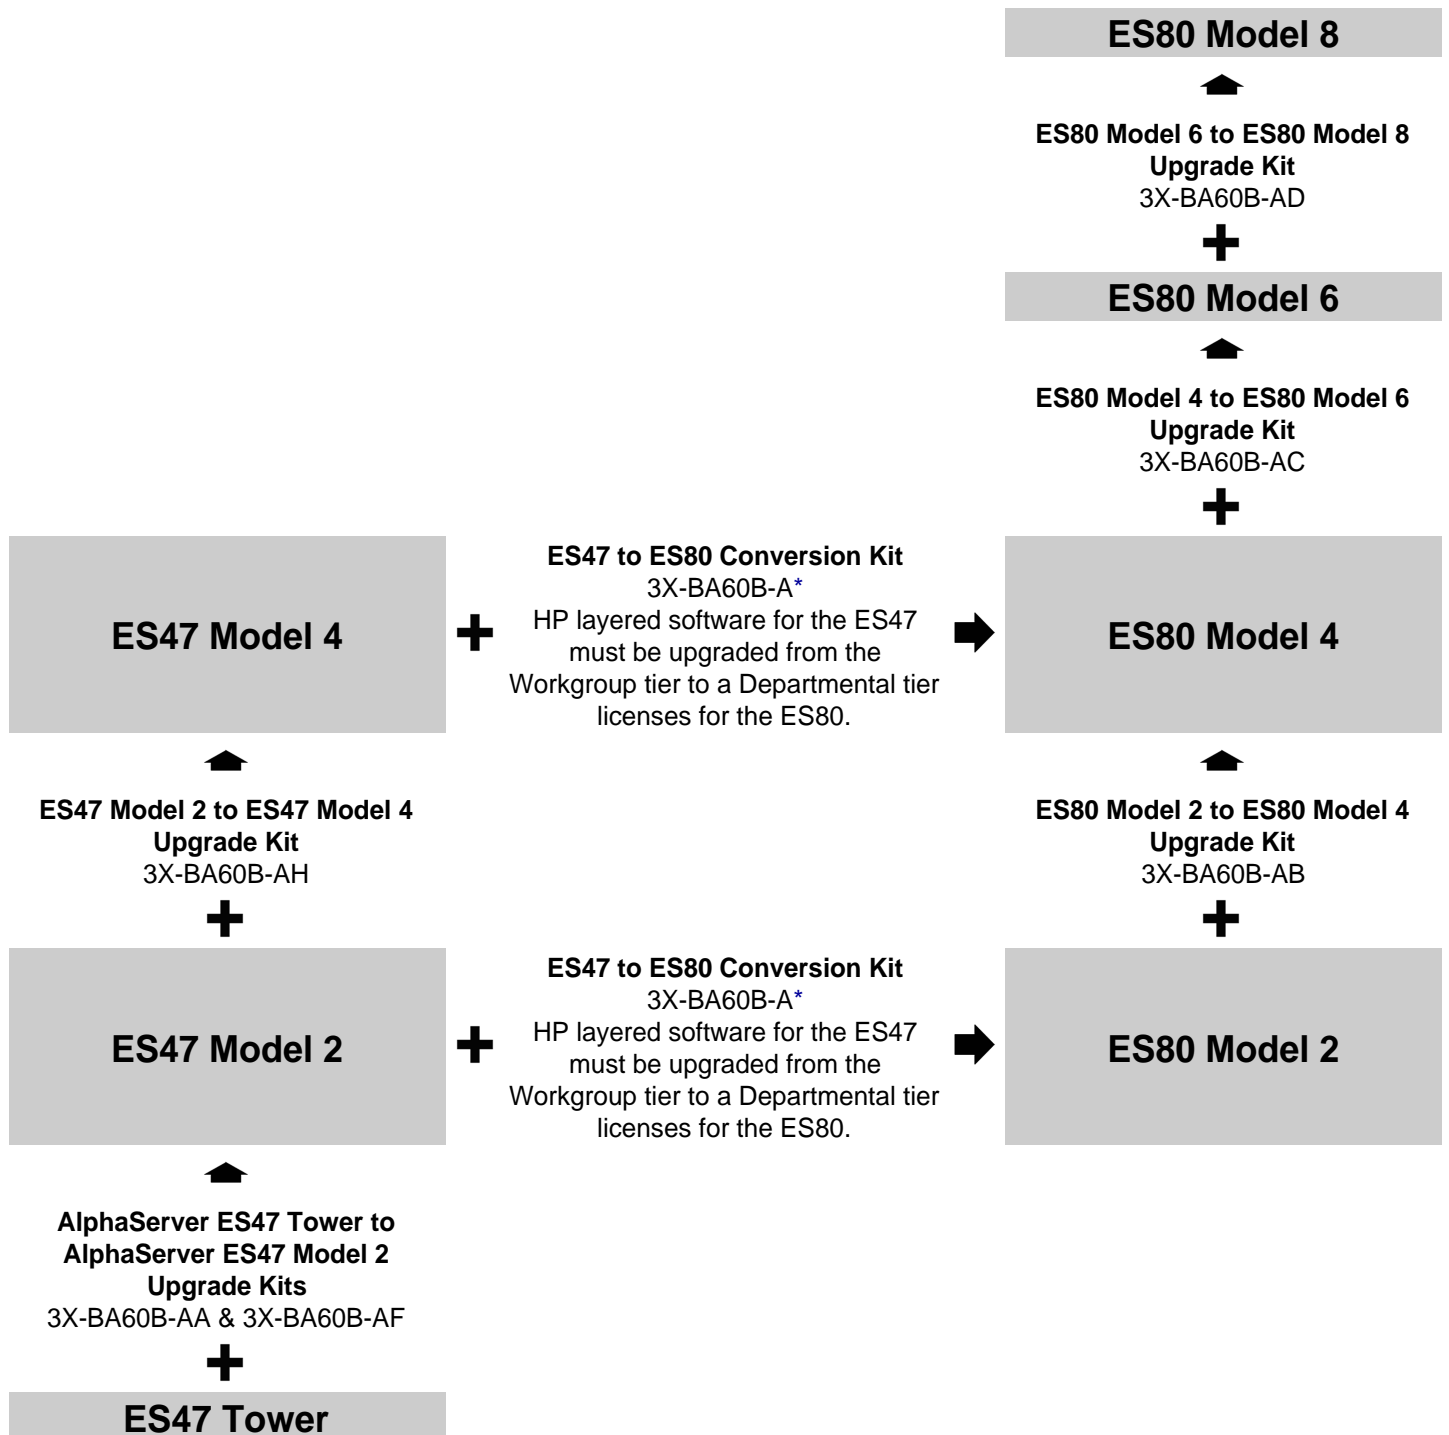 ES80 Model 8
ES80 Model 6 to ES80 Model 8
Upgrade Kit
3X-BA60B-AD
ES80 Model 6
ES80 Model 4 to ES80 Model 6
Upgrade Kit
3X-BA60B-AC
ES47 Model 4
ES47 to ES80 Conversion Kit
3X-BA60B-A*
HP layered software for the ES47
must be upgraded from the
Workgroup tier to a Departmental tier
licenses for the ES80.
ES80 Model 4
ES47 Model 2 to ES47 Model 4
Upgrade Kit
3X-BA60B-AH
ES80 Model 2 to ES80 Model 4
Upgrade Kit
3X-BA60B-AB
ES47 Model 2
ES47 to ES80 Conversion Kit
3X-BA60B-A*
HP layered software for the ES47
must be upgraded from the
Workgroup tier to a Departmental tier
licenses for the ES80.
ES80 Model 2
AlphaServer ES47 Tower to
AlphaServer ES47 Model 2
Upgrade Kits
3X-BA60B-AA & 3X-BA60B-AF
ES47 Tower